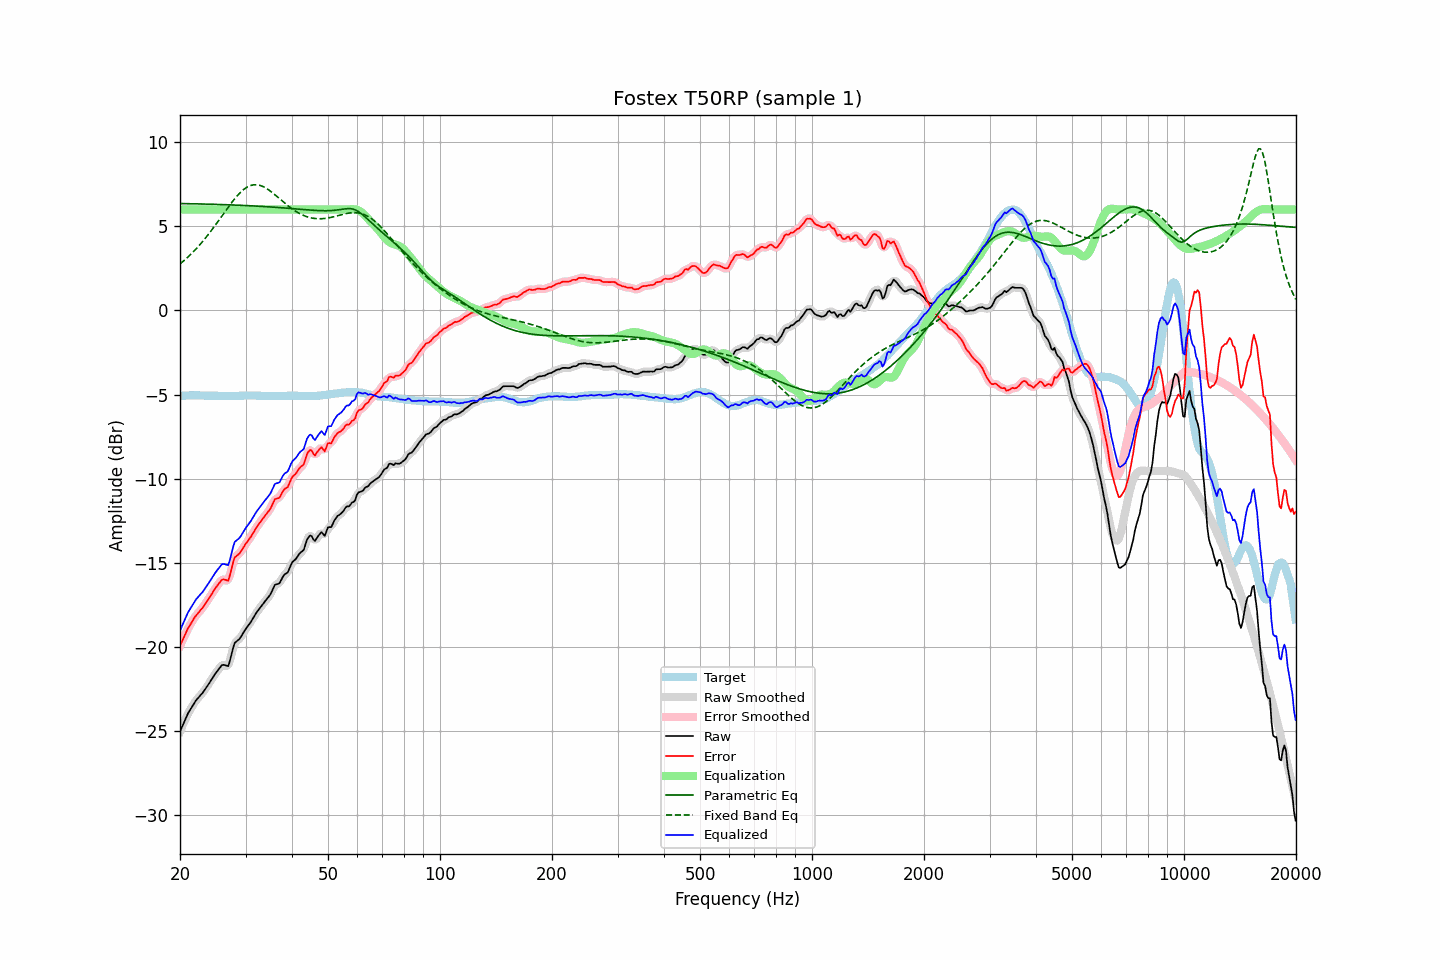 Fostex T50RP (sample 1)
Amplitude (dBr)
10
5
0
−5
−10
−15
−20
−25
−30
Target
Raw Smoothed
Error Smoothed
Raw
Error
Equalization
Parametric Eq
Fixed Band Eq
Equalized
20 50 100 200 500 1000 2000 5000 10000 20000
Frequency (Hz)